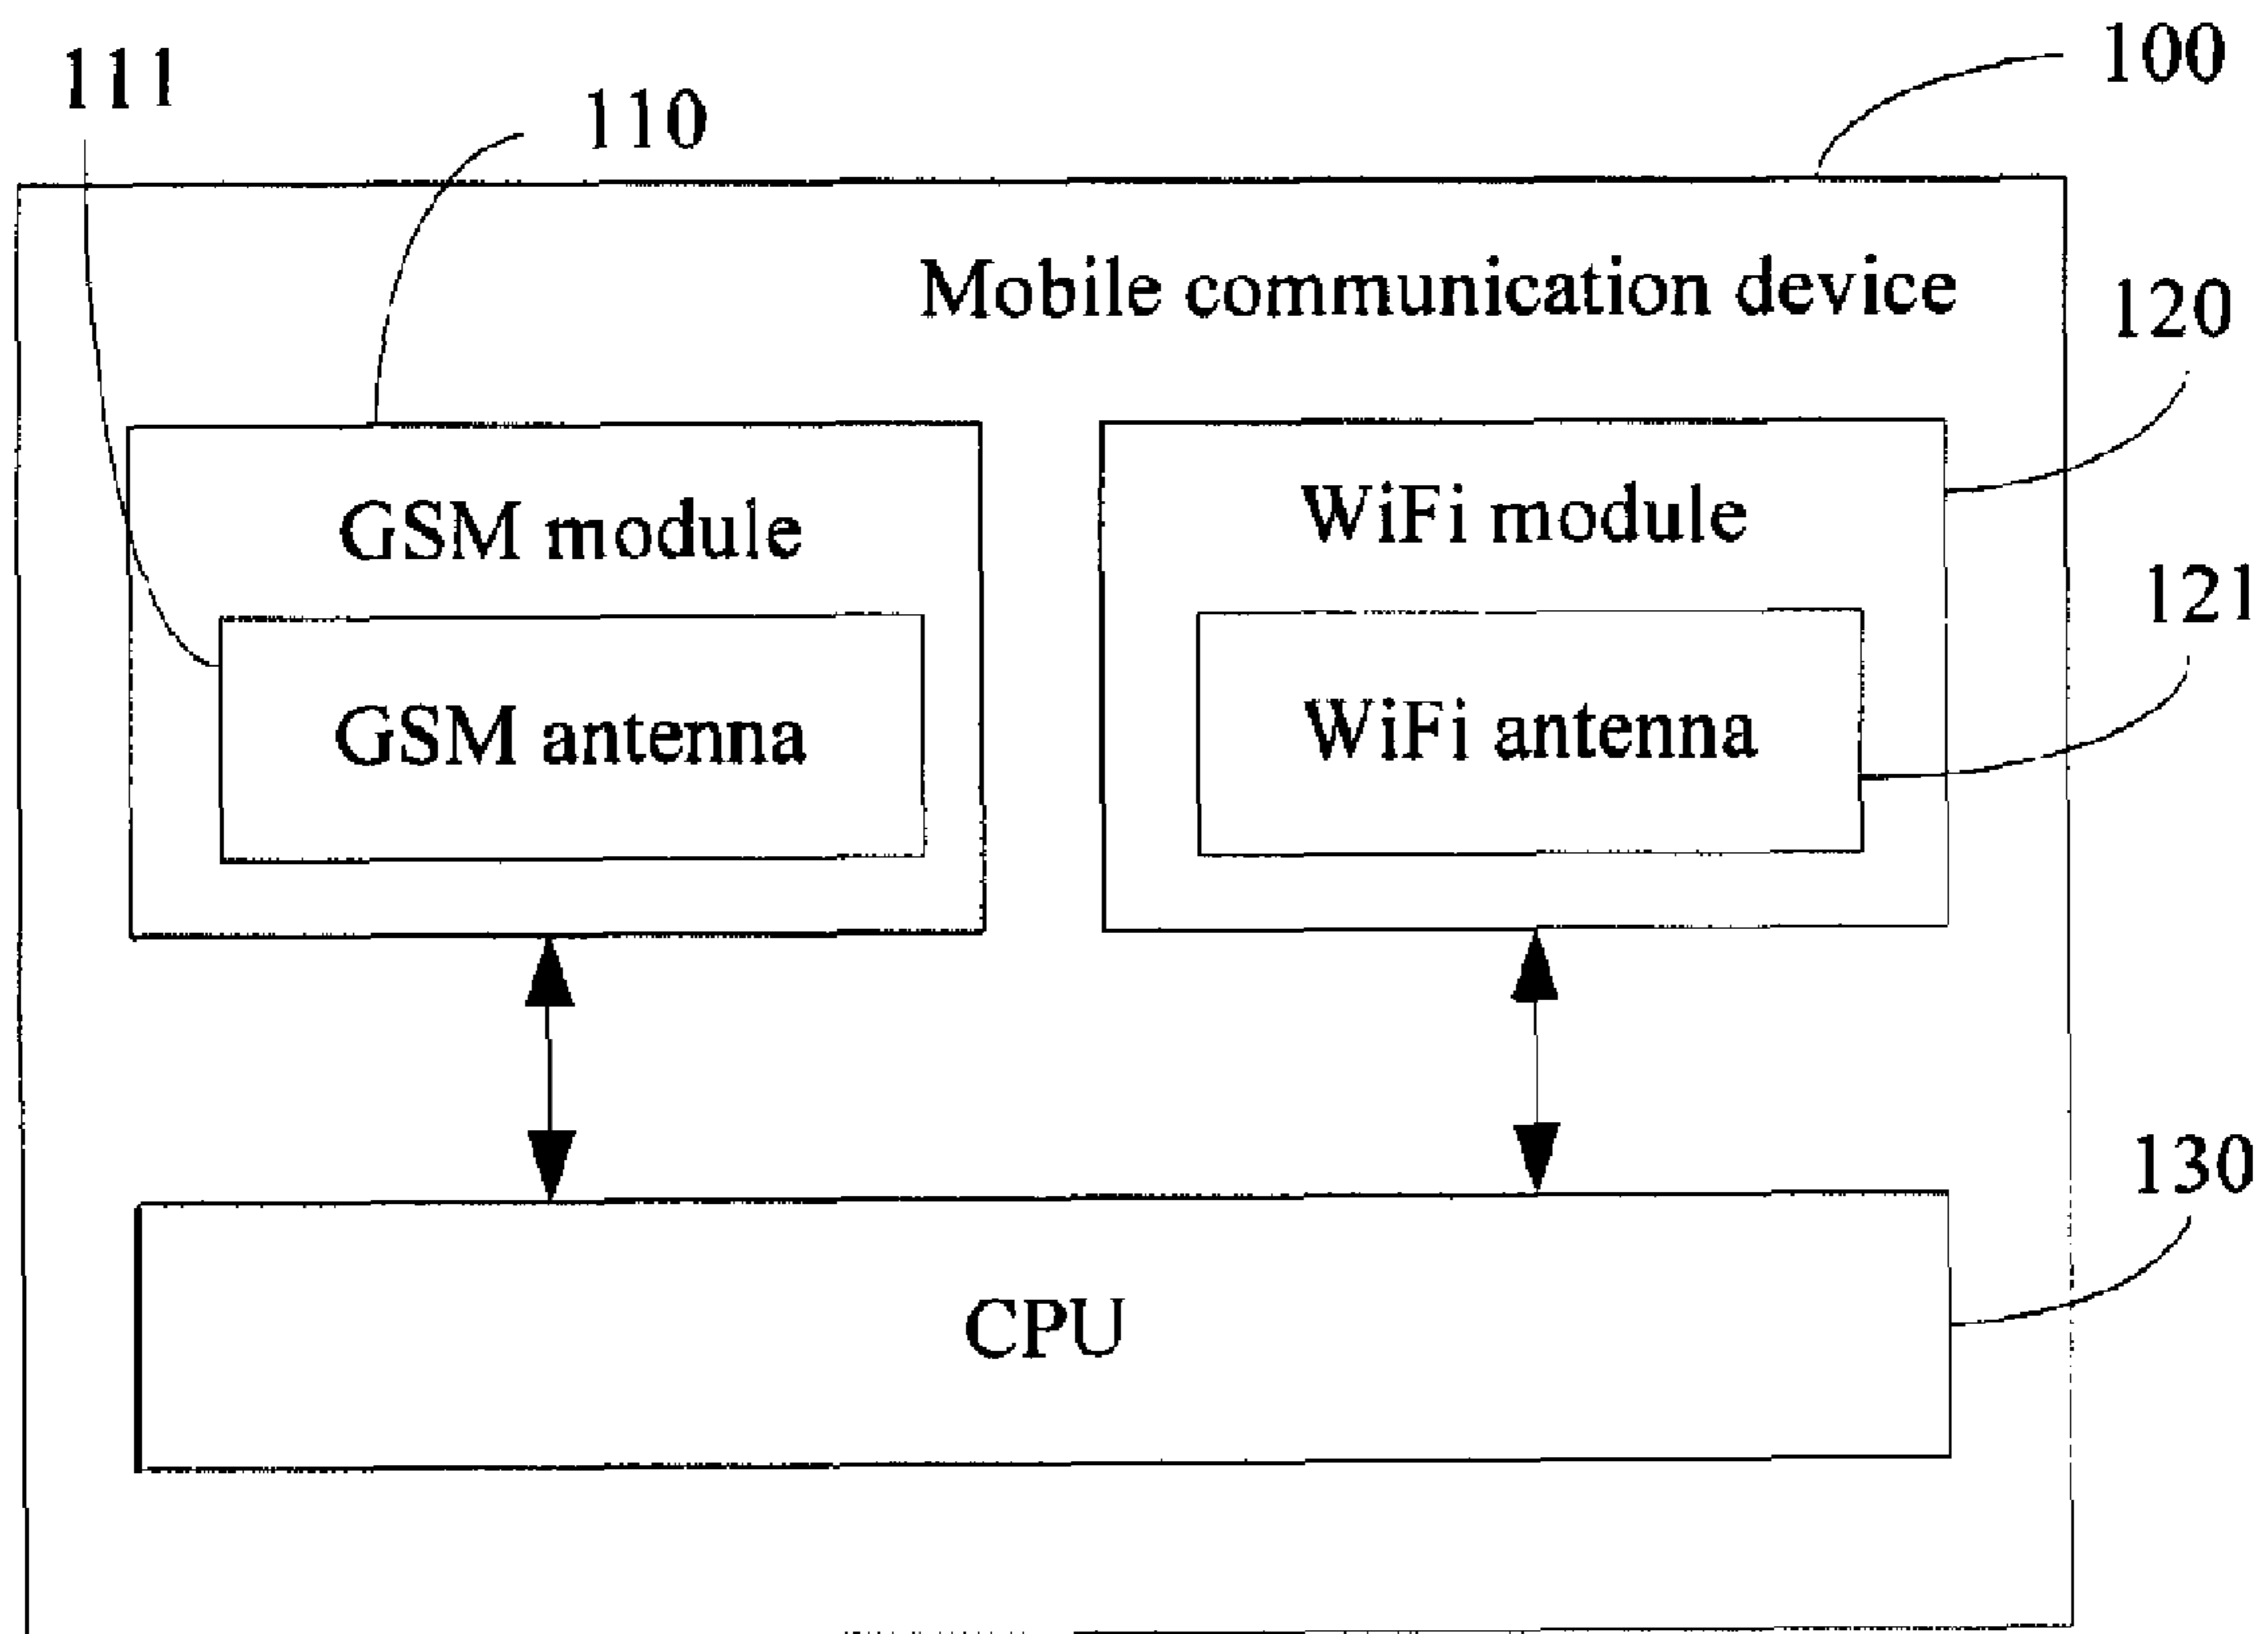 100
111
110
Mobile communication device
120
GSM module
WiFi module
121
GSM antenna
WiFi antenna
130
CPU